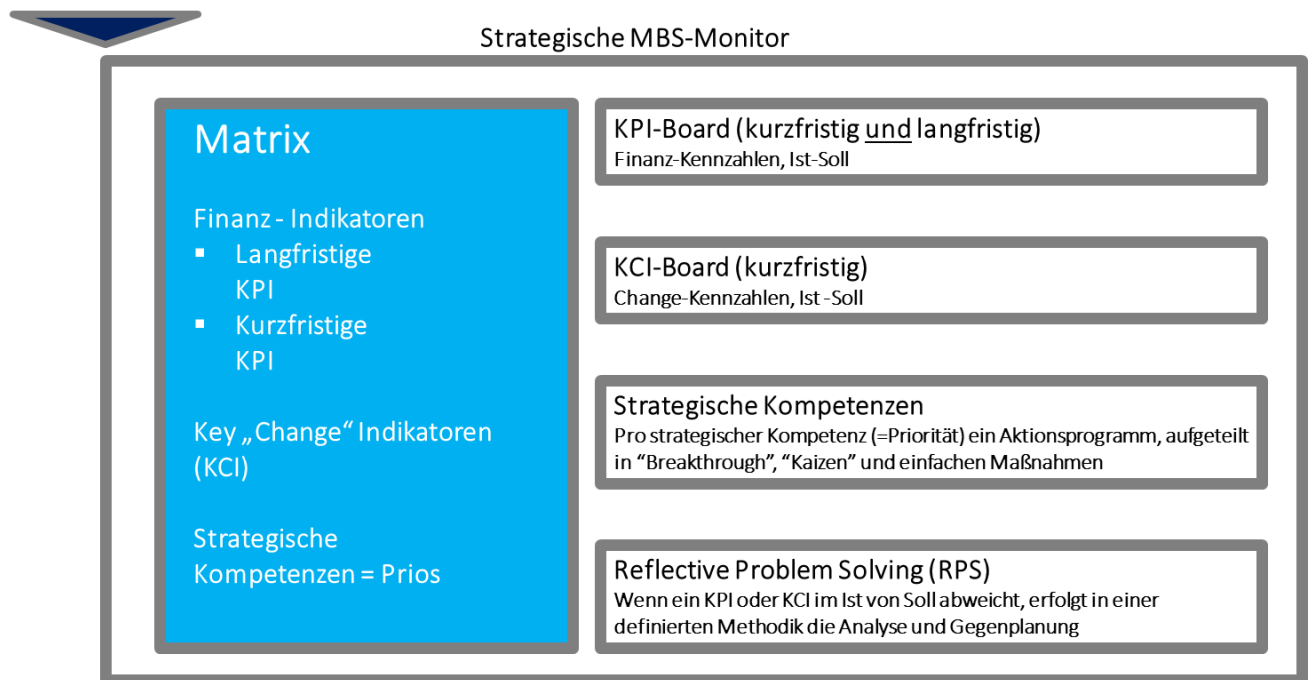 Strategische MBS-Monitor
Matrix
Finanz - Indikatoren
▪ Langfristige
KPI
▪ Kurzfristige
KPI
Key „Change“ Indikatoren
(KCI)
Strategische
Kompetenzen = Prios
KPI-Board (kurzfristig und langfristig)
Finanz-Kennzahlen, Ist-Soll
KCI-Board (kurzfristig)
Change-Kennzahlen, Ist -Soll
Strategische Kompetenzen
Pro strategischer Kompetenz (=Priorität) ein Aktionsprogramm, aufgeteilt
in “Breakthrough”, “Kaizen” und einfachen Maßnahmen
Reflective Problem Solving (RPS)
Wenn ein KPI oder KCI im Ist von Soll abweicht, erfolgt in einer
definierten Methodik die Analyse und Gegenplanung